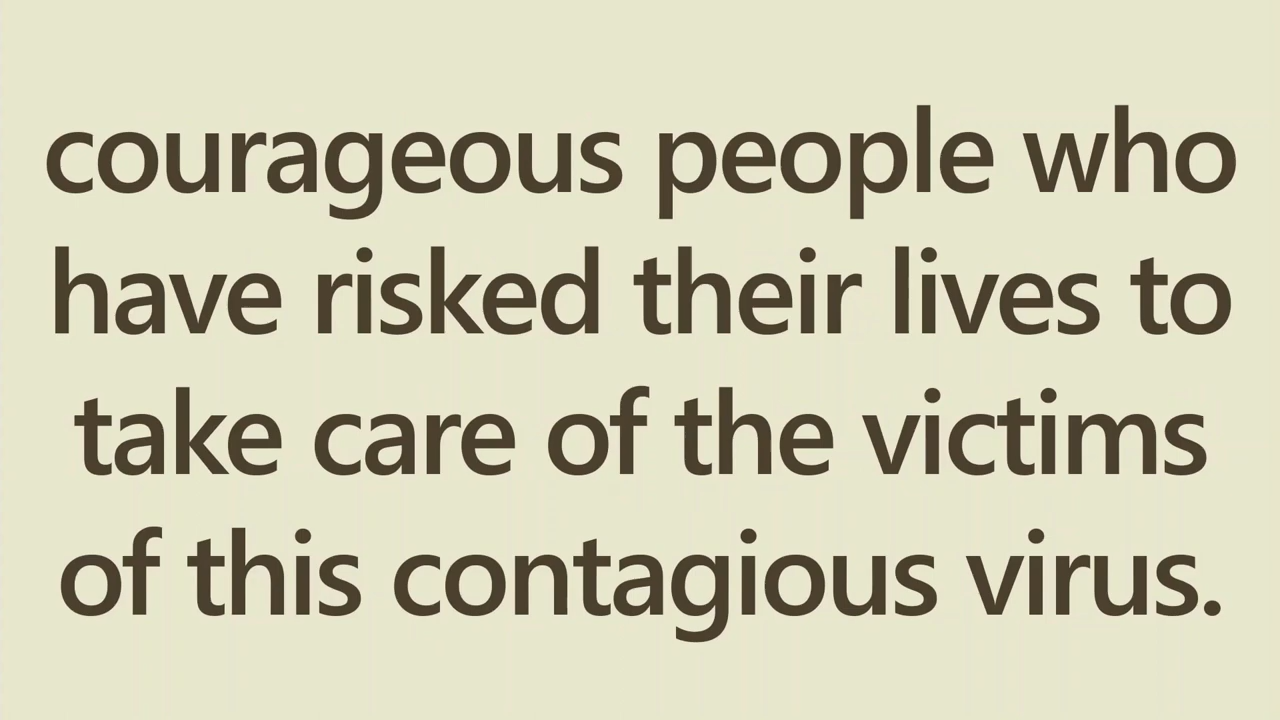 courageous people who
have risked their lives to
take care of the victims
of this contagious virus.